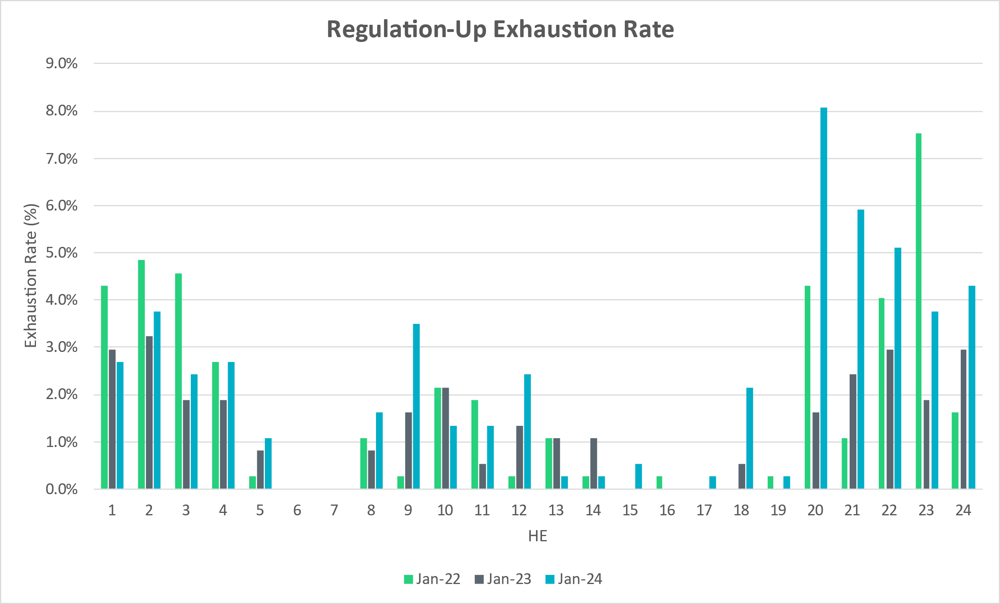 Regulation-Up Exhaustion Rate
9.0%
8.0%
7.0%
6.0%
5.0%
4.0%
3.0%
2.0%
1.0%
0.0%
Exhaustion Rate (%)
1 2 3 4 5 6 7 8 9 10 11 12 13 14 15 16 17 18 19 20 21 22 23 24
HE
Jan-22 Jan-23 Jan-24